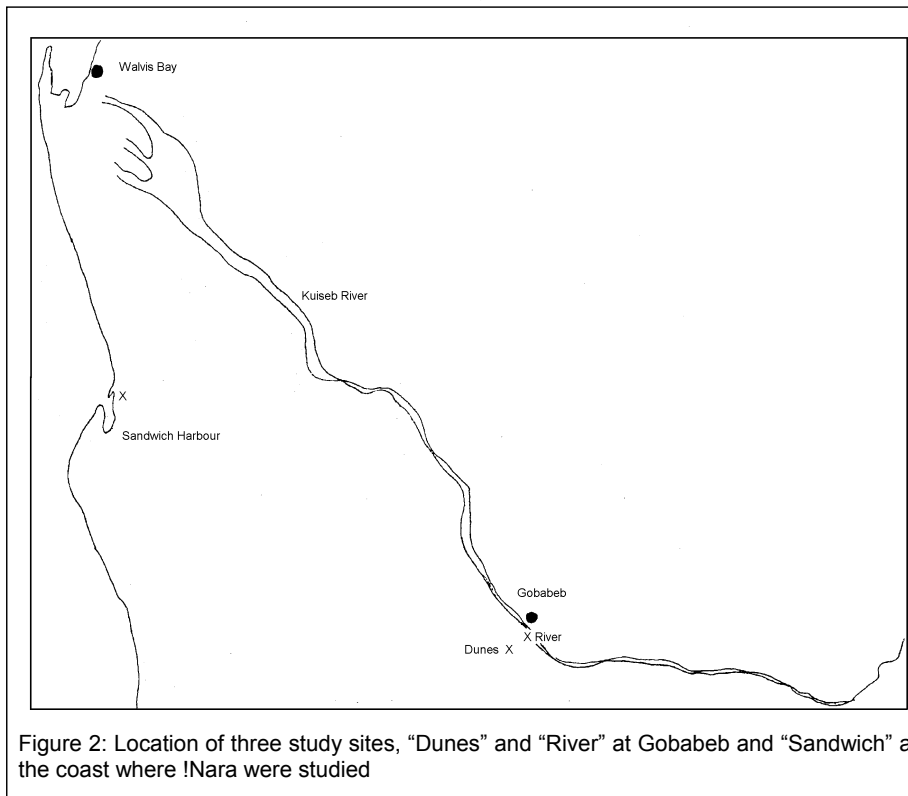 Walvis Bay
Kuiseb River
X
Sandwich Harbour
Gobabeb
X River
Dunes X
Figure 2: Location of three study sites, “Dunes” and “River” at Gobabeb and “Sandwich” a
the coast where !Nara were studied